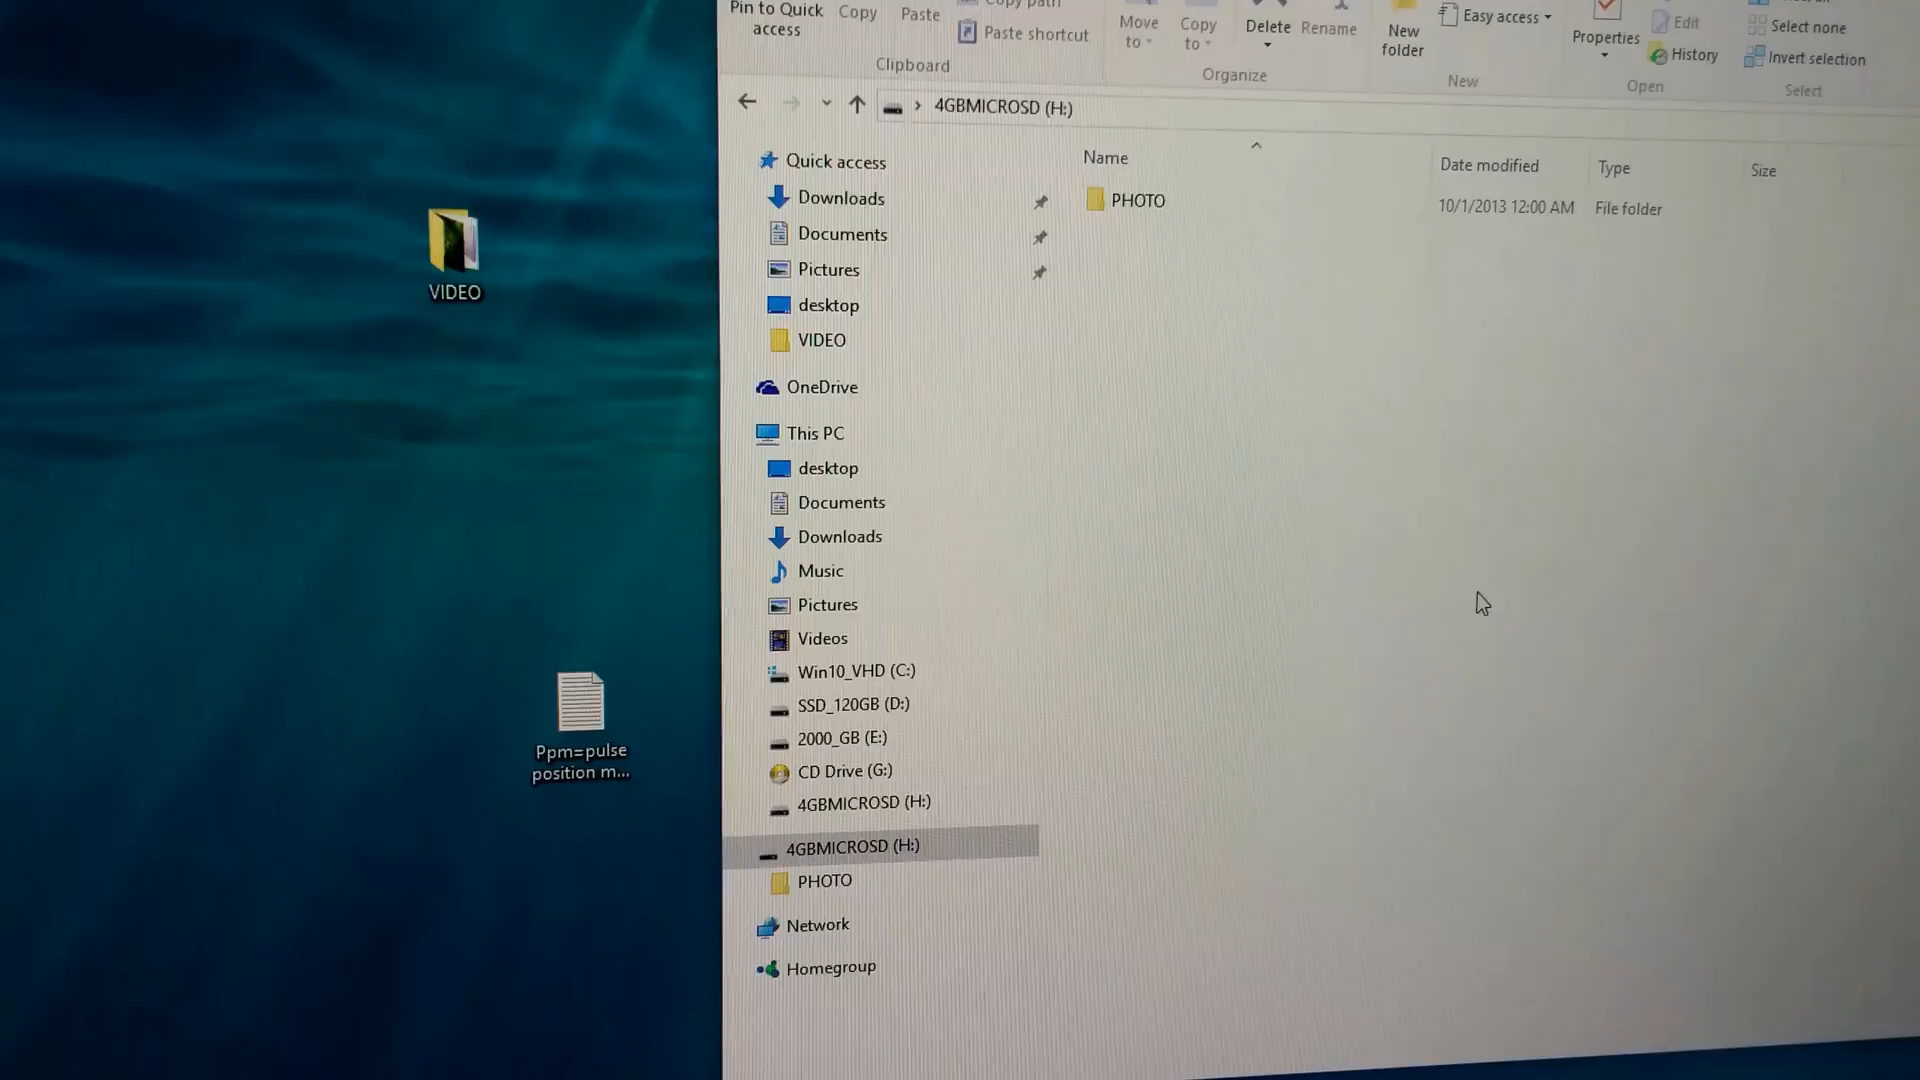 Pin to Quick
access
Copy
Paste
Copy path
Paste shortcut
Clipboard
Move
to
Copy
to
Delete
Rename
Organize
New
folder
Easy access
New
Properties
Edit
History
Open
Select none
Invert selection
Select
4GBMICROSD (H:)
Name
Date modified
Type
Size
PHOTO
10/1/2013 12:00 AM
File folder
Quick access
Downloads
Documents
Pictures
desktop
VIDEO
OneDrive
This PC
desktop
Documents
Downloads
Music
Pictures
Videos
Win10_VHD (C:)
SSD_120GB (D:)
2000_GB (E:)
CD Drive (G:)
4GBMICROSD (H:)
4GBMICROSD (H:)
PHOTO
Network
Homegroup
VIDEO
Ppm=pulse
position m...